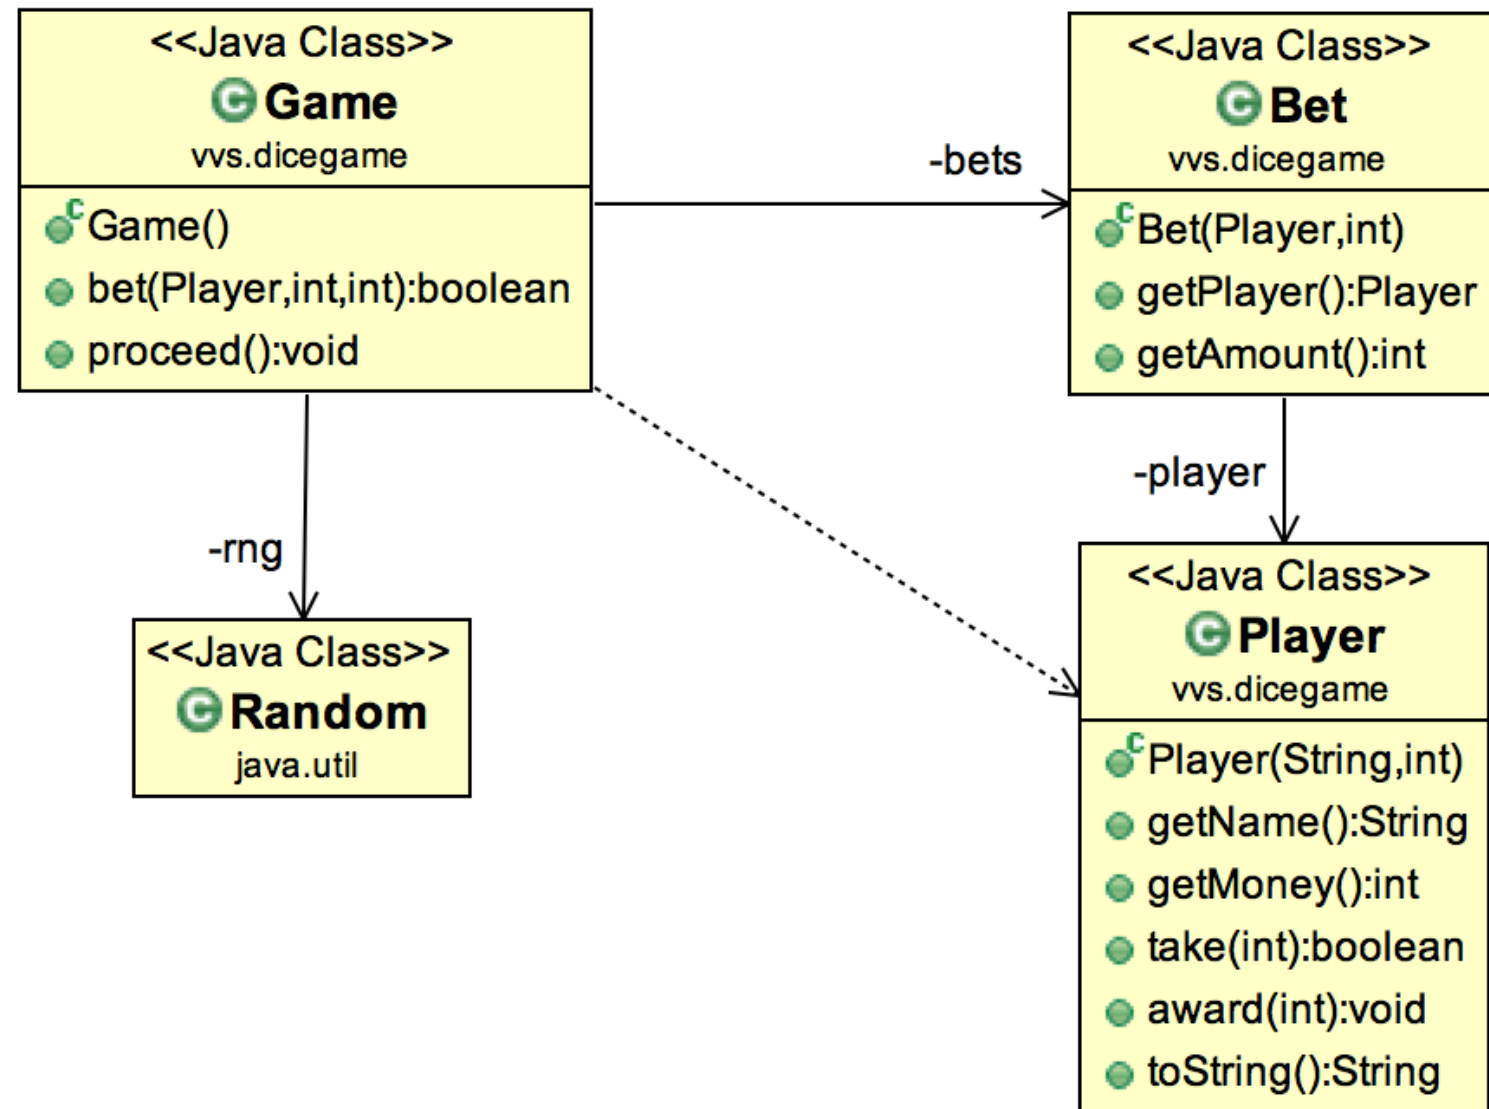 <<Java Class>>
Game
vvs.dicegame
Game()
bet(Player,int,int):boolean
proceed():void
-bets
<<Java Class>>
Bet
vvs.dicegame
Bet(Player,int)
getPlayer():Player
getAmount():int
-player
-rng
<<Java Class>>
Random
java.util
<<Java Class>>
Player
vvs.dicegame
Player(String,int)
getName():String
getMoney():int
take(int):boolean
award(int):void
toString():String